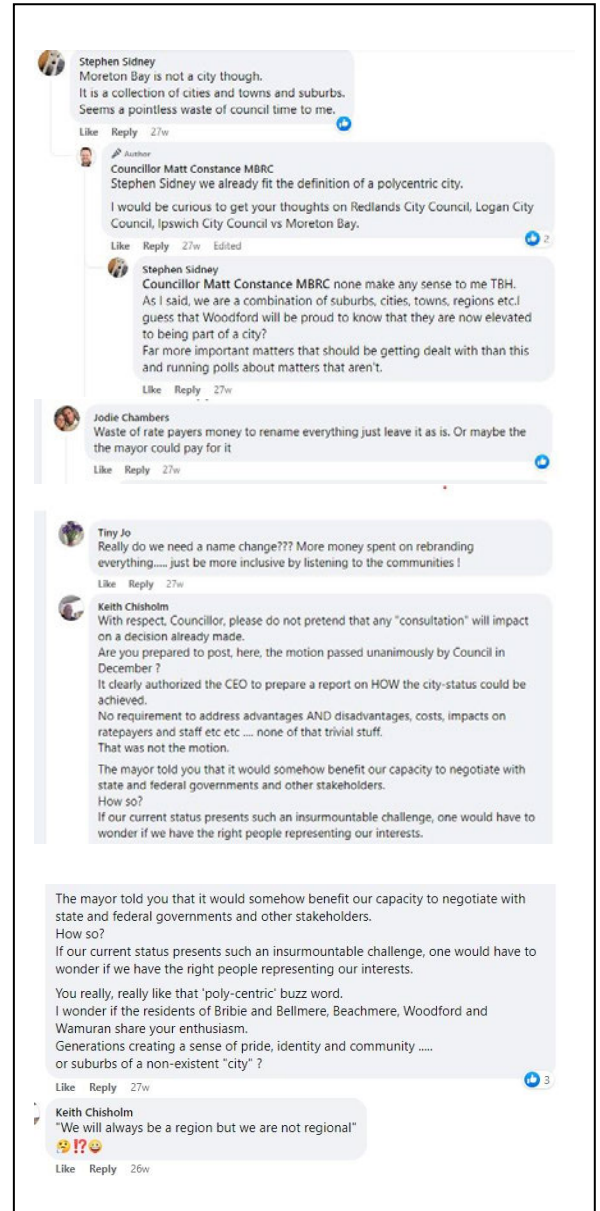 Stephen Sidney
Moreton Bay is not a city though.
It is a collection of cities and towns and suburbs.
Seems a pointless waste of council time to me.
Like Reply 27w
Author
Councillor Matt Constance MBRC
Stephen Sidney we already fit the definition of a polycentric city.
I would be curious to get your thoughts on Redlands City Council, Logan City
Council, Ipswich City Council vs Moreton Bay.
Like Reply 27w Edited 2
Stephen Sidney
Councillor Matt Constance MBRC none make any sense to me TBH.
As I said, we are a combination of suburbs, cities, towns, regions etc.I
guess that Woodford will be proud to know that they are now elevated
to being part of a city?
Far more important matters that should be getting dealt with than this
and running polls about matters that aren't.
Like Reply 27w
Jodie Chambers
Waste of rate payers money to rename everything just leave it as is. Or maybe the
the mayor could pay for it
Like Reply 27w
Tiny Jo
Really do we need a name change??? More money spent on rebranding
everything..... just be more inclusive by listening to the communities !
Like Reply 27w
Keith Chisholm
With respect, Councillor, please do not pretend that any "consultation" will impact
on a decision already made.
Are you prepared to post, here, the motion passed unanimously by Council in
December ?
It clearly authorized the CEO to prepare a report on HOW the city-status could be
achieved.
No requirement to address advantages AND disadvantages, costs, impacts on
ratepayers and staff etc etc .... none of that trivial stuff.
That was not the motion.
The mayor told you that it would somehow benefit our capacity to negotiate with
state and federal governments and other stakeholders.
How so?
If our current status presents such an insurmountable challenge, one would have to
wonder if we have the right people representing our interests.
The mayor told you that it would somehow benefit our capacity to negotiate with
state and federal governments and other stakeholders.
How so?
If our current status presents such an insurmountable challenge, one would have to
wonder if we have the right people representing our interests.
You really, really like that 'poly-centric' buzz word.
I wonder if the residents of Bribie and Bellmere, Beachmere, Woodford and
Wamuran share your enthusiasm.
Generations creating a sense of pride, identity and community .....
or suburbs of a non-existent "city" ?
Like Reply 27w 3
Keith Chisholm
"We will always be a region but we are not regional"
🤔⁉️😀
Like Reply 26w